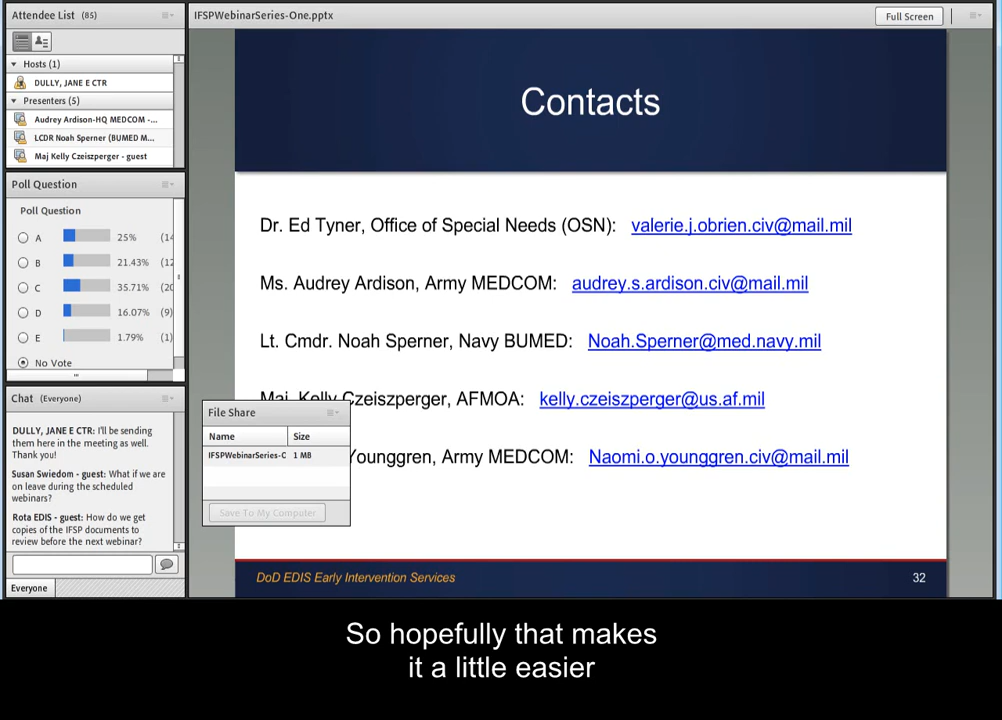 Attendee List (85)
Hosts (1)
DULLY, JANE E CTR
Presenters (5)
Audrey Ardison-HQ MEDCOM -...
LCDR Noah Sperner (BUMED M...
Maj Kelly Czeiszperger - guest
Poll Question
Poll Question
A 25% (14
B 21.43% (12
C 35.71% (20
D 16.07% (9)
E 1.79% (1)
No Vote
Chat (Everyone)
DULLY, JANE E CTR: I'll be sending
them here in the meeting as well.
Thank you!
Susan Swiedom - guest: What if we are
on leave during the scheduled
webinars?
Rota EDIS - guest: How do we get
copies of the IFSP documents to
review before the next webinar?
Everyone
IFSPWebinarSeries-One.pptx
Full Screen
Contacts
Dr. Ed Tyner, Office of Special Needs (OSN): valerie.j.obrien.civ@mail.mil
Ms. Audrey Ardison, Army MEDCOM: audrey.s.ardison.civ@mail.mil
Lt. Cmdr. Noah Sperner, Navy BUMED: Noah.Sperner@med.navy.mil
Maj. Kelly Czeiszperger, AFMOA: kelly.czeiszperger@us.af.mil
Younggren, Army MEDCOM: Naomi.o.younggren.civ@mail.mil
File Share
Name Size
IFSPWebinarSeries-C 1 MB
Save To My Computer
DoD EDIS Early Intervention Services
32
So hopefully that makes
it a little easier